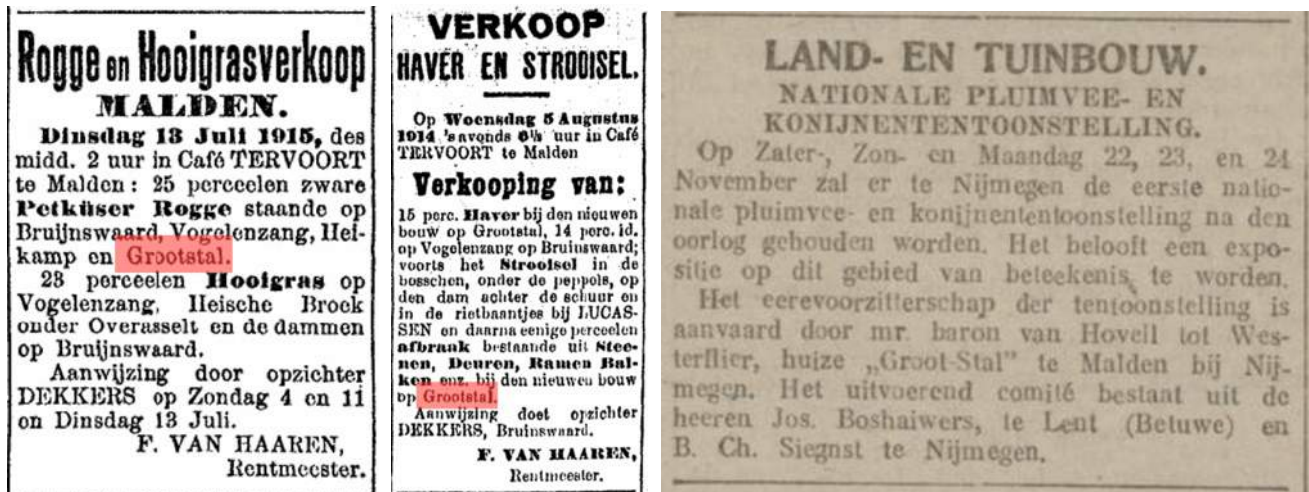 Rogge en Hooigrasverkoop
MALDEN.
Dinsdag 13 Juli 1915, des
midd. 2 uur in Café TERVOORT
te Malden: 25 perceelen zware
Petküser Rogge staande op
Bruijnswaard, Vogelenzang, Hei-
kamp en Grootstal.
23 perceelen Hooigras op
Vogelenzang, Heische Broek
onder Overasselt en de dammen
op Bruijnswaard.
Aanwijzing door opzichter
DEKKERS op Zondag 4 en 11
en Dinsdag 13 Juli.
F. VAN HAAREN,
Rentmeester.
VERKOOP
HAVER EN STROOISEL.
Op Woensdag 5 Augustus
1914 's avonds 6½ uur in Café
TERVOORT te Malden
Verkooping van:
15 perc. Haver bij den nieuwen
bouw op Grootstal, 14 perc. id.
op Vogelenzang op Bruinswaard;
voorts het Strooisel in de
bosschen, onder de peppels, op
den dam achter de schuur en
in de rietbaantjes bij LUCAS-
SEN en daarna eenige perceelen
afbraak bestaande uit Stee-
nen, Deuren, Ramen Bal-
ken enz. bij den nieuwen bouw
op Grootstal.
Aanwijzing doet opzichter
DEKKERS, Bruinswaard.
F. VAN HAAREN,
Rentmeester.
LAND- EN TUINBOUW.
NATIONALE PLUIMVEE- EN
KONIJNENTENTOONSTELLING.
Op Zater-, Zon- en Maandag 22, 23, en 24
November zal er te Nijmegen de eerste natio-
nale pluimvee- en konijnententoonstelling na den
oorlog gehouden worden. Het belooft een expo-
sitie op dit gebied van beteekenis te worden.
Het eerevoorzitterschap der tentoonstelling is
aanvaard door mr. baron van Hovell tot Wes-
terflier, huize „Groot-Stal" te Malden bij Nij-
megen. Het uitvoerend comité bestaat uit de
heeren Jos. Boshaiwers, te Lent (Betuwe) en
B. Ch. Siegnst te Nijmegen.